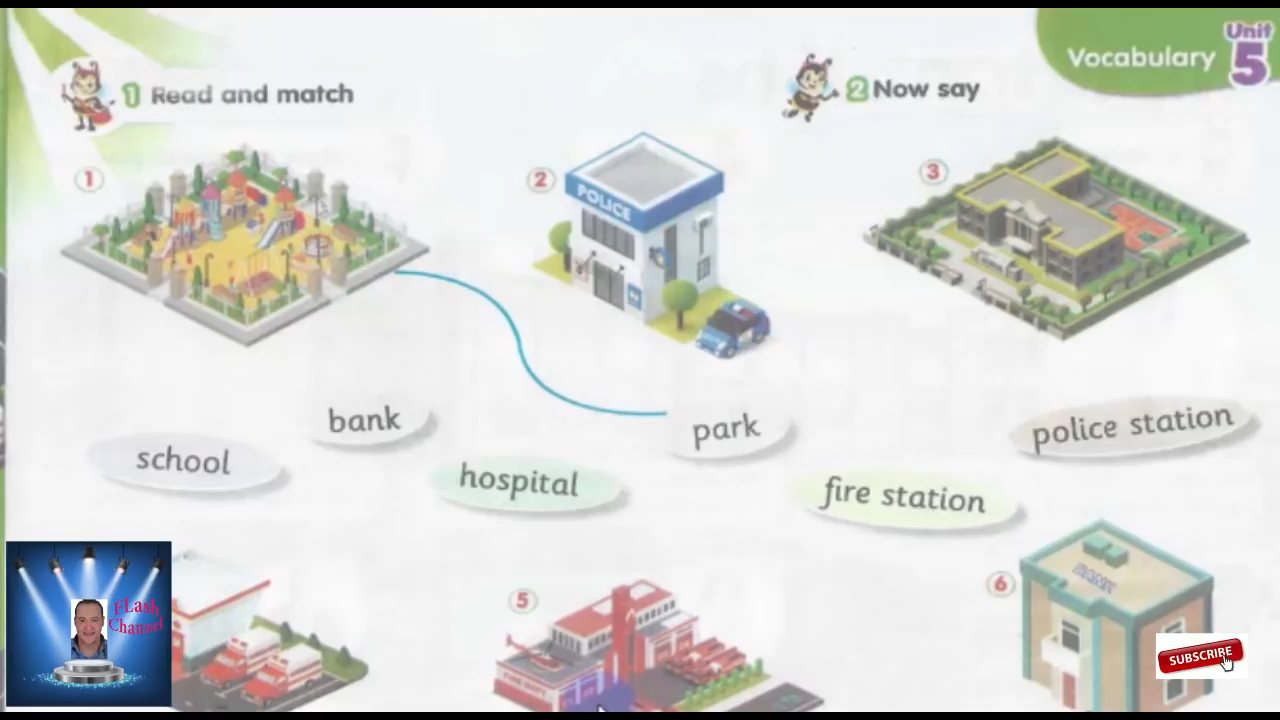 Unit
Vocabulary 5
1 Read and match
2 Now say
1
2
3
POLICE
bank
park
police station
school
hospital
fire station
5
6
BANK
FLash
Channel
SUBSCRIBE